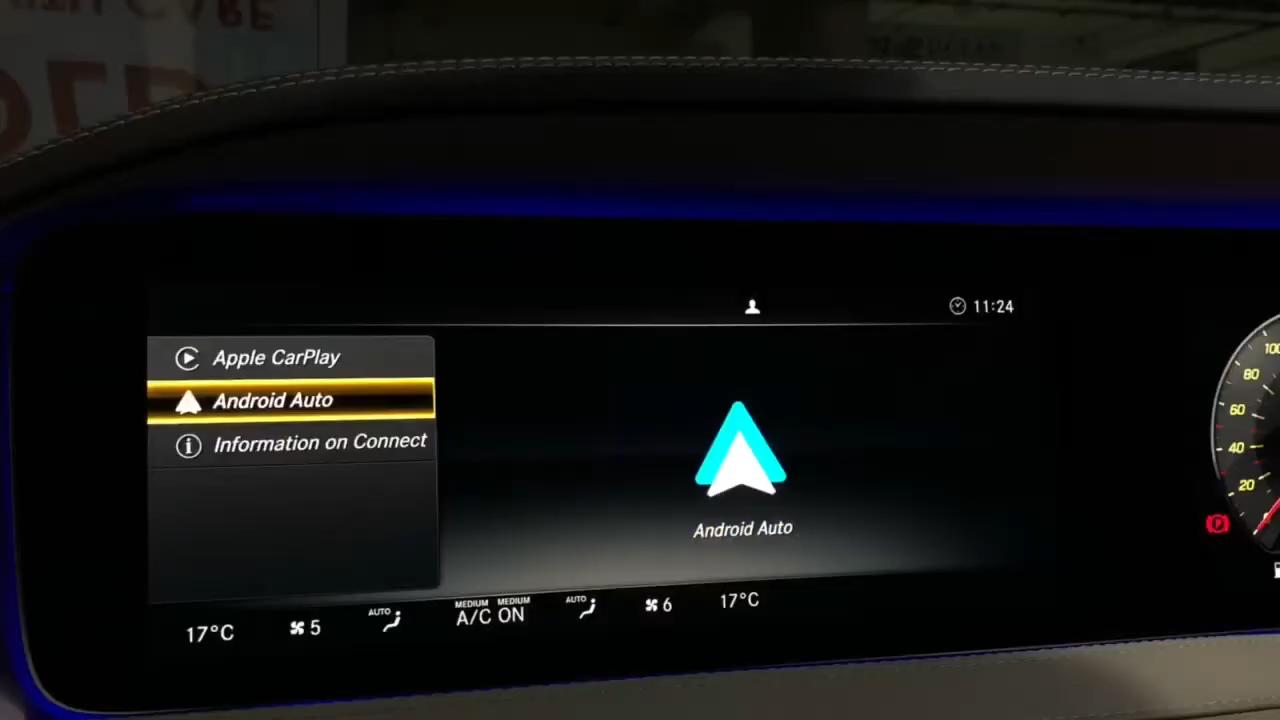 CARE
11:24
Apple CarPlay
Android Auto
Information on Connect
Android Auto
100
80
60
40
20
17°C
5
AUTO
MEDIUM MEDIUM
A/C ON
AUTO
6
17°C